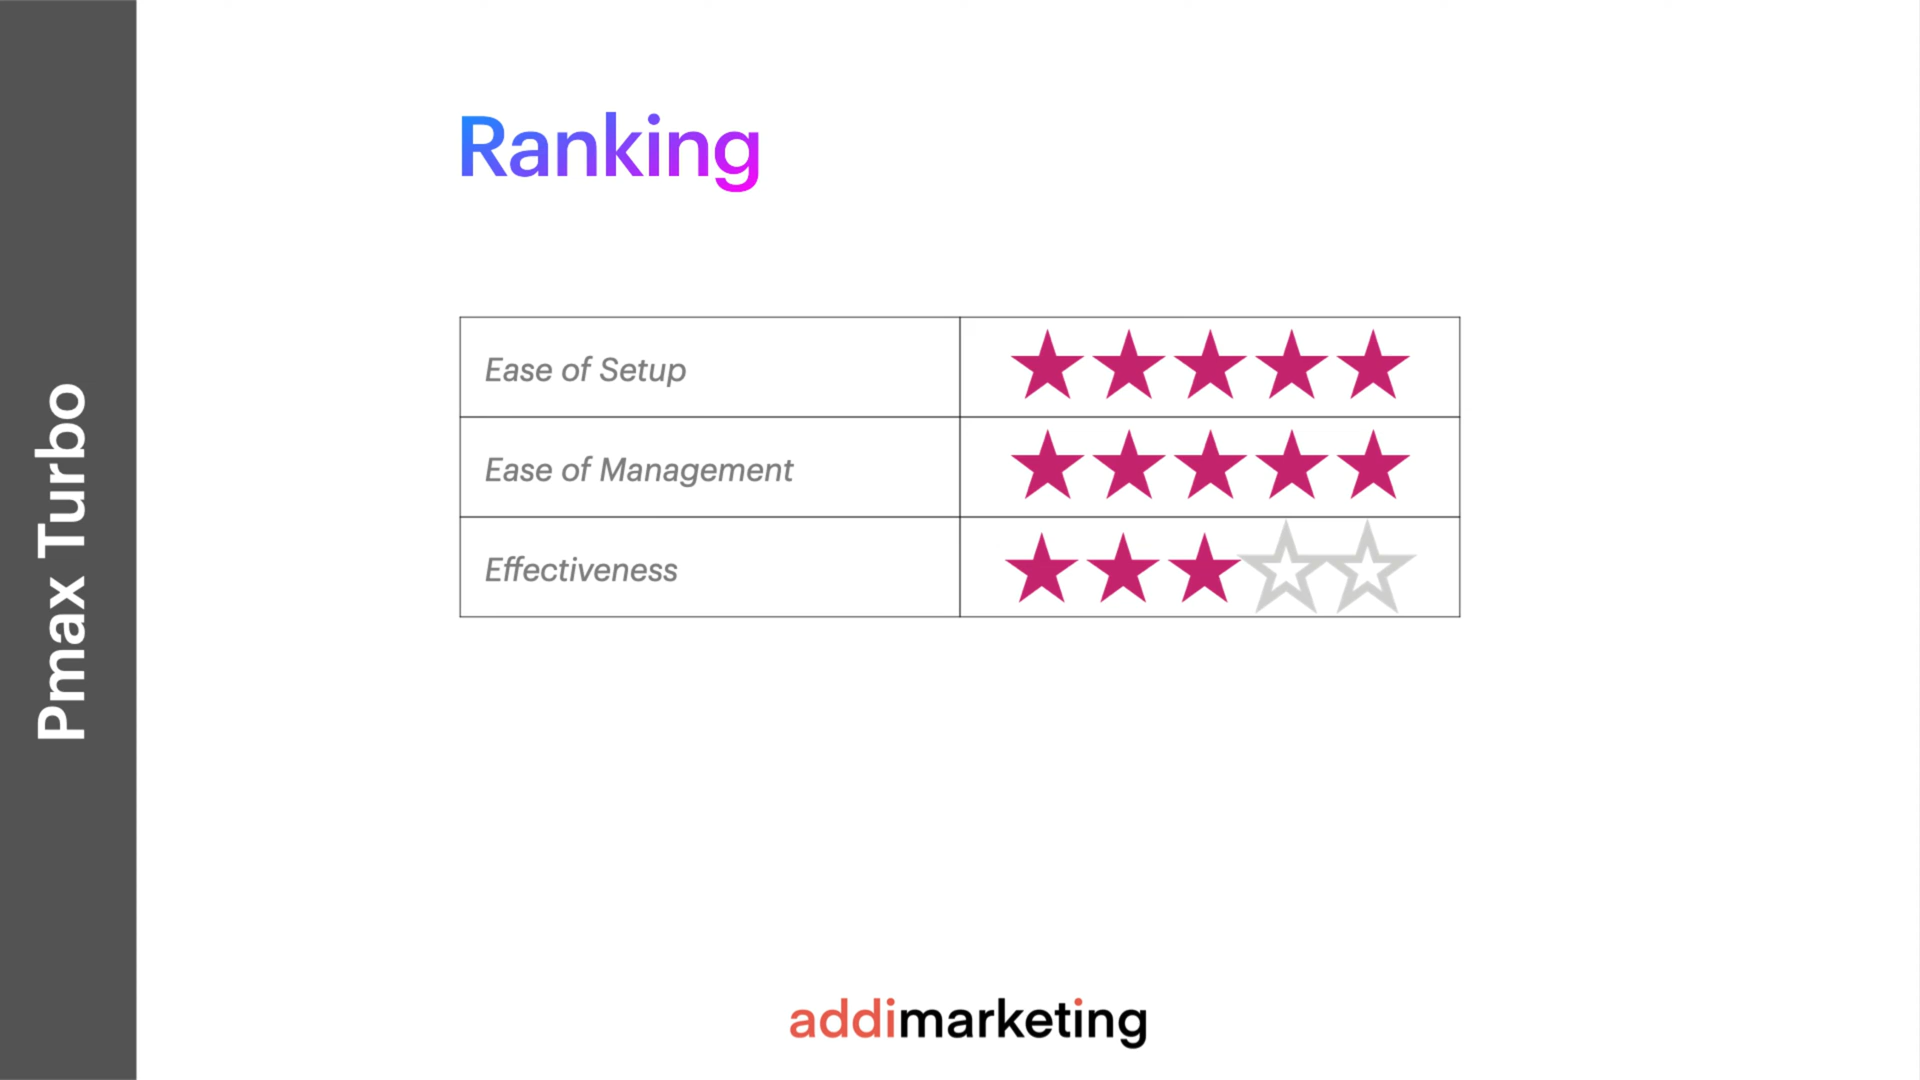 Pmax Turbo
Ranking
Ease of Setup
Ease of Management
Effectiveness
addimarketing